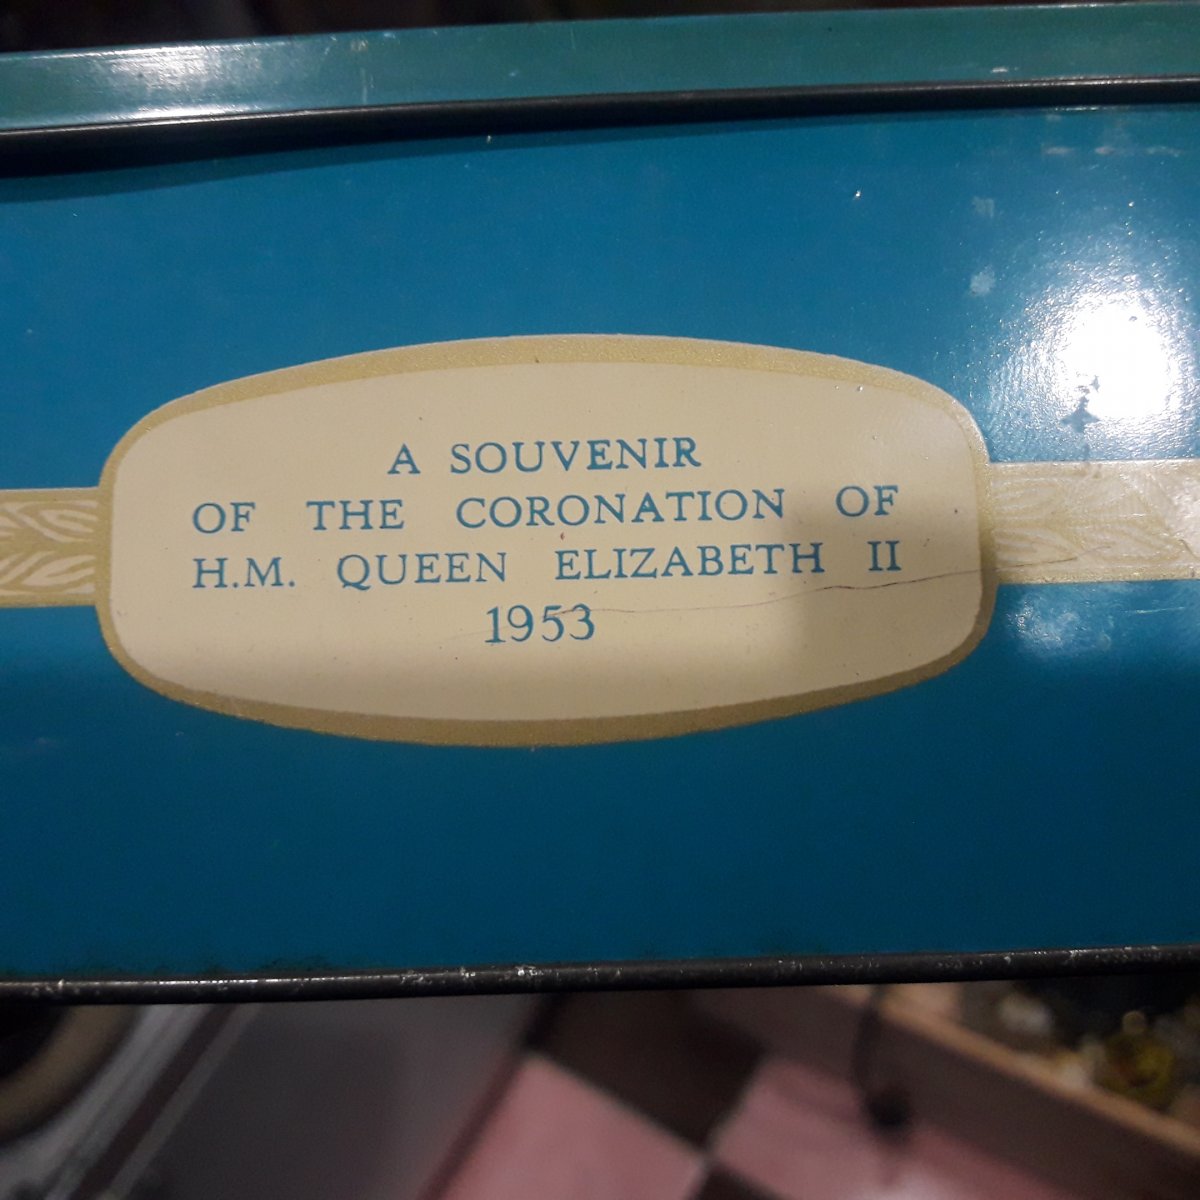 A SOUVENIR
OF THE CORONATION OF
H.M. QUEEN ELIZABETH II
1953